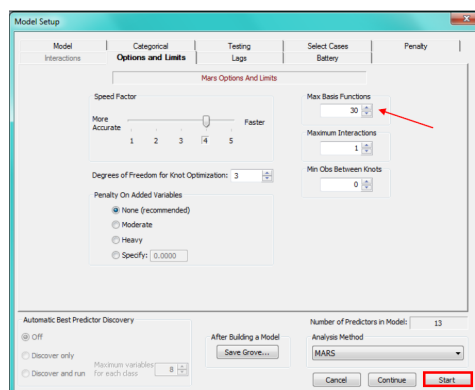 Model Setup
Model Categorical Testing Select Cases Penalty
Interactions Options and Limits Lags Battery
Mars Options And Limits
Speed Factor
More Accurate
Faster
1 2 3 4 5
Max Basis Functions
30
Maximum Interactions
1
Degrees of Freedom for Knot Optimization: 3
Min Obs Between Knots
0
Penalty On Added Variables
None (recommended)
Moderate
Heavy
Specify: 0.0000
Automatic Best Predictor Discovery
Off
Discover only
Discover and run
Maximum variables
for each class 8
After Building a Model
Save Grove...
Number of Predictors in Model: 13
Analysis Method
MARS
Cancel Continue Start